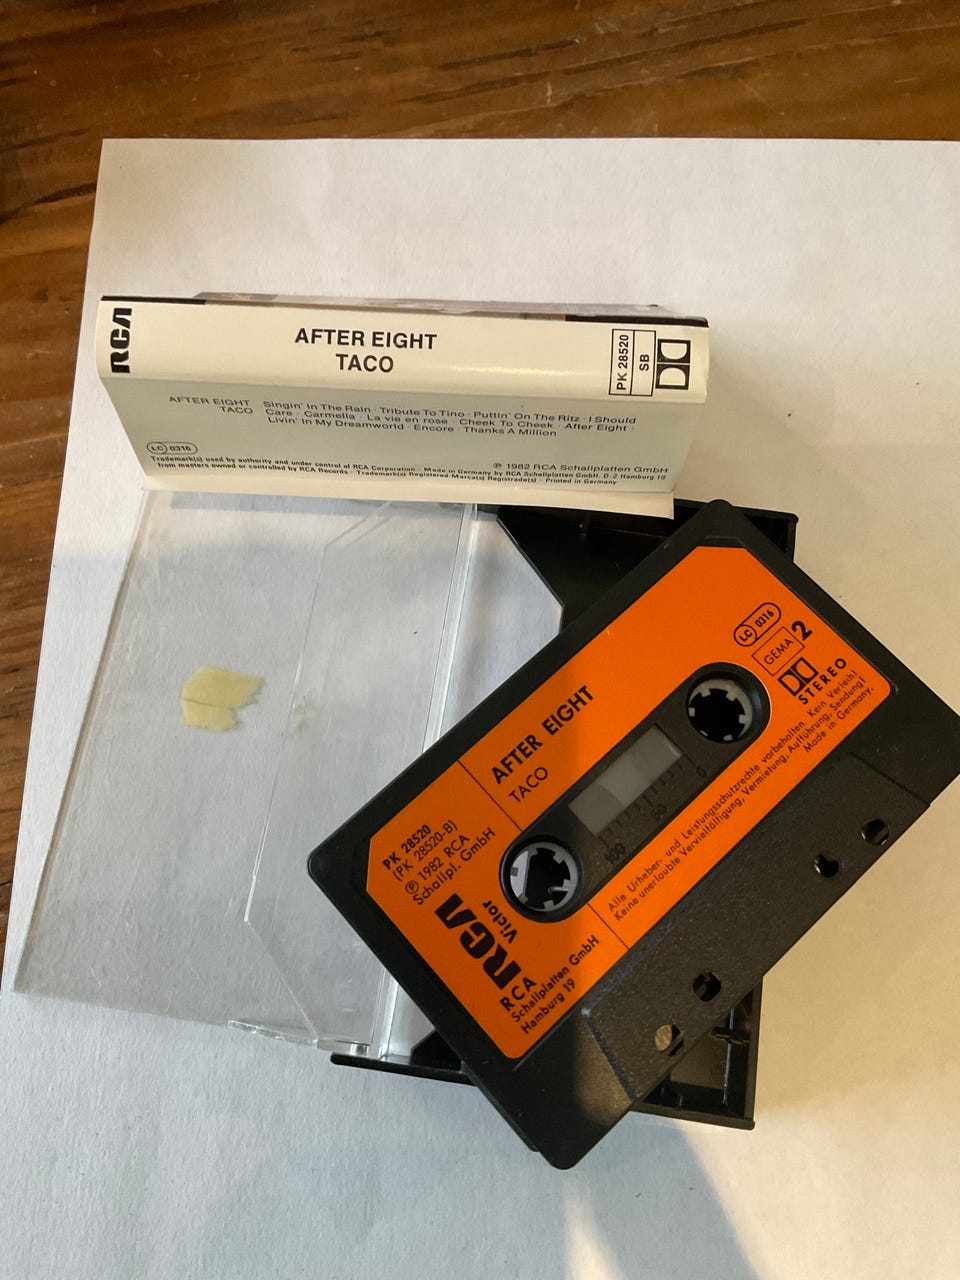 RCA
AFTER EIGHT
TACO
PK 28520
SB
AFTER EIGHT
TACO
Singin' In The Rain · Tribute To Tino · Puttin' On The Ritz · I Should
Care · Carmella · La vie en rose · Cheek To Cheek · After Eight ·
Livin' In My Dreamworld · Encore · Thanks A Million
LC 0316
℗ 1982 RCA Schallplatten GmbH
Trademark(s) used by authority and under control of RCA Corporation · Made in Germany by RCA Schallplatten GmbH, D-2 Hamburg 19
from masters owned or controlled by RCA Records · Trademark(s) Registered·Marca(s) Registrade(s) · Printed in Germany
LC 0316
GEMA 2
STEREO
AFTER EIGHT
TACO
PK 28520
(PK 28520-B)
℗ 1982 RCA
Schallpl. GmbH
100 50 0
RCA
Victor
RCA
Schallplatten GmbH
Hamburg 19
Alle Urheber- und Leistungsschutzrechte vorbehalten. Kein Verleih!
Keine unerlaubte Vervielfältigung, Vermietung, Aufführung, Sendung!
Made in Germany.